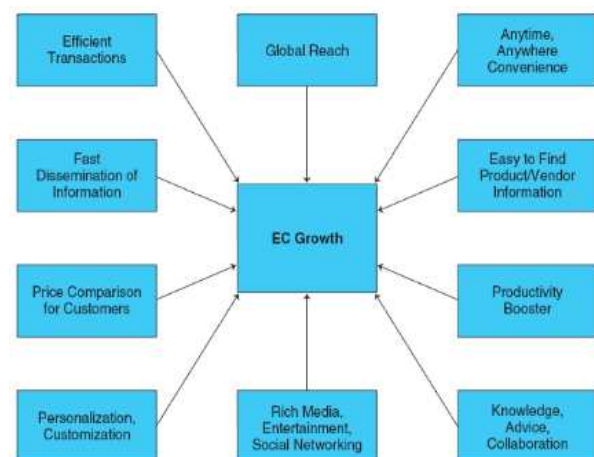 Efficient
Transactions
Global Reach
Anytime,
Anywhere
Convenience
Fast
Dissemination of
Information
Easy to Find
Product/Vendor
Information
EC Growth
Price Comparison
for Customers
Productivity
Booster
Personalization,
Customization
Rich Media,
Entertainment,
Social Networking
Knowledge,
Advice,
Collaboration